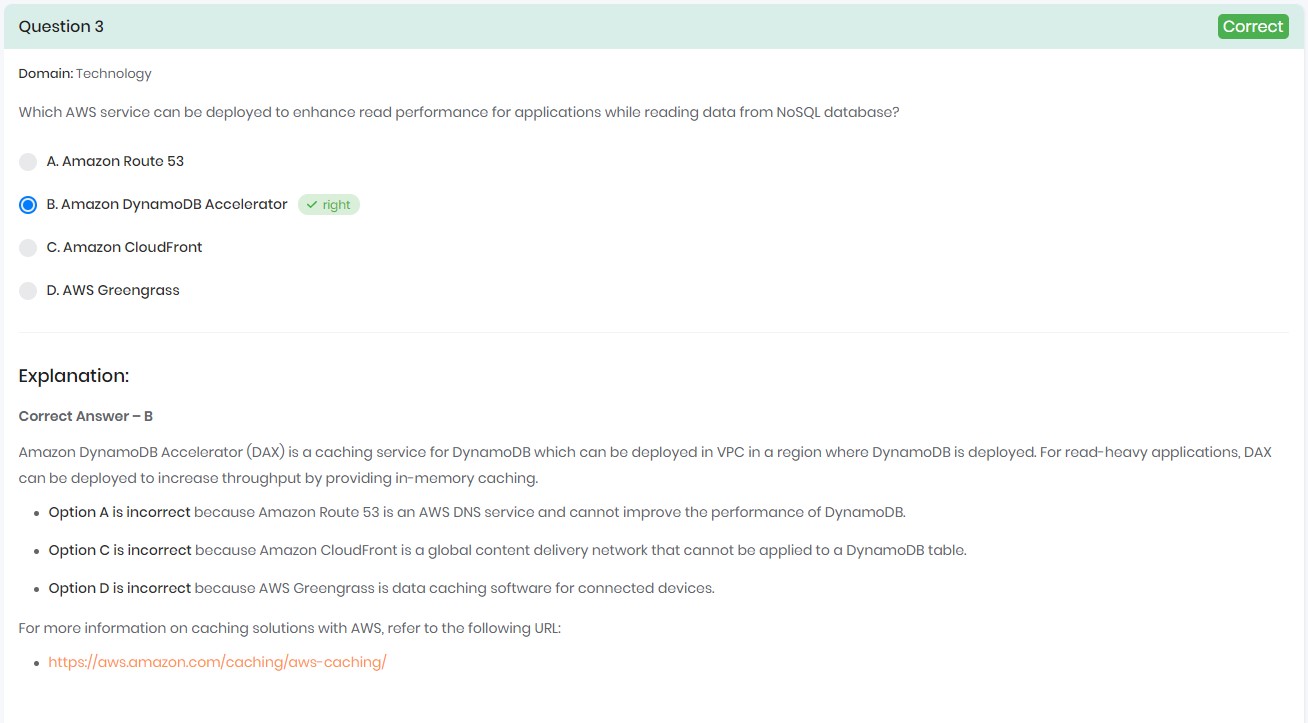 Question 3
Correct
Domain: Technology
Which AWS service can be deployed to enhance read performance for applications while reading data from NoSQL database?
A. Amazon Route 53
B. Amazon DynamoDB Accelerator
right
C. Amazon CloudFront
D. AWS Greengrass
Explanation:
Correct Answer – B
Amazon DynamoDB Accelerator (DAX) is a caching service for DynamoDB which can be deployed in VPC in a region where DynamoDB is deployed. For read-heavy applications, DAX
can be deployed to increase throughput by providing in-memory caching.
Option A is incorrect because Amazon Route 53 is an AWS DNS service and cannot improve the performance of DynamoDB.
Option C is incorrect because Amazon CloudFront is a global content delivery network that cannot be applied to a DynamoDB table.
Option D is incorrect because AWS Greengrass is data caching software for connected devices.
For more information on caching solutions with AWS, refer to the following URL:
https://aws.amazon.com/caching/aws-caching/